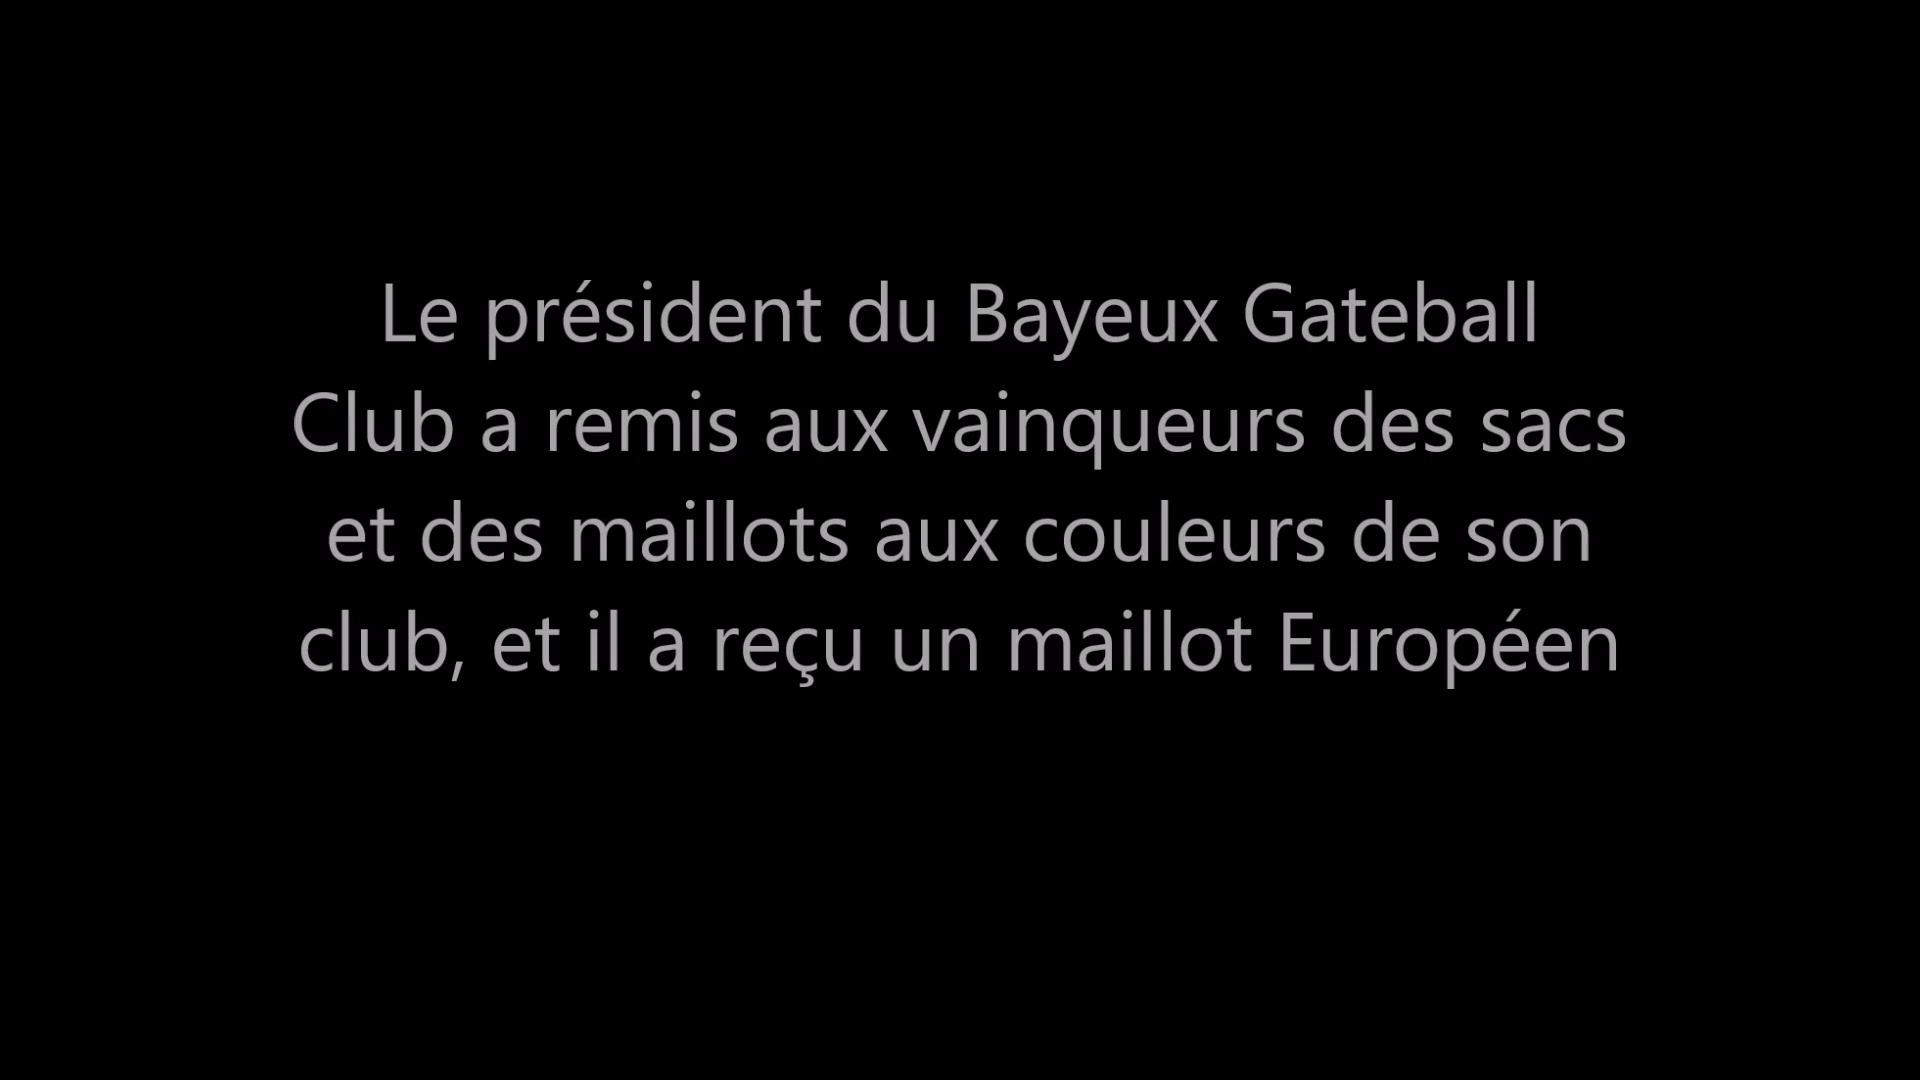 Le président du Bayeux Gateball
Club a remis aux vainqueurs des sacs
et des maillots aux couleurs de son
club, et il a reçu un maillot Européen